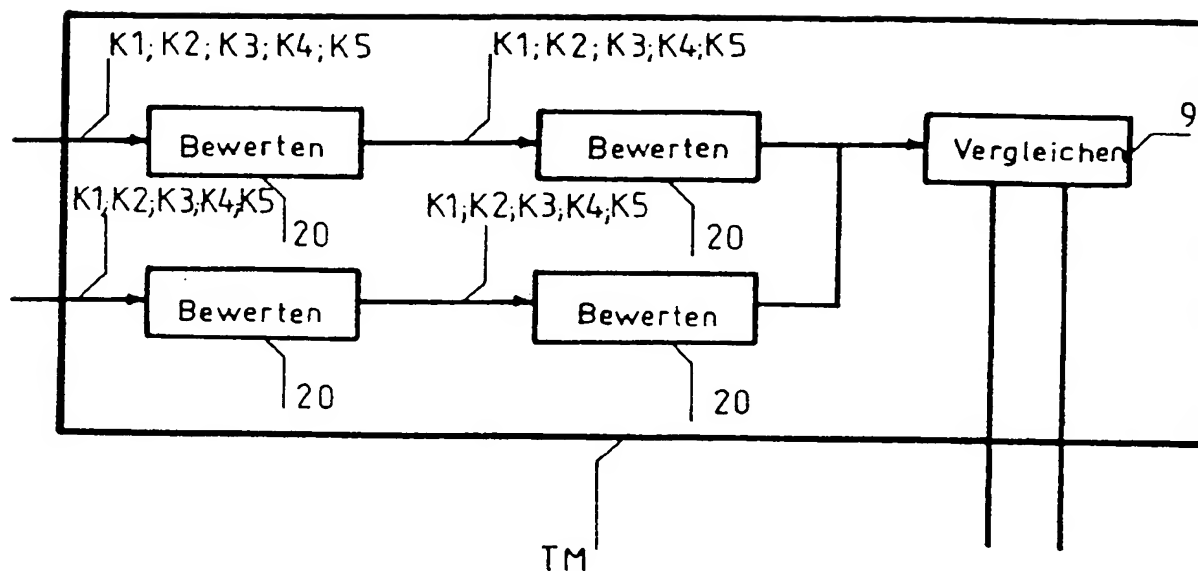 K1; K2; K3; K4; K5
K1; K2; K3; K4; K5
9
Bewerten
Bewerten
Vergleichen
K1; K2; K3; K4; K5
K1; K2; K3; K4; K5
20
20
Bewerten
Bewerten
20
20
TM